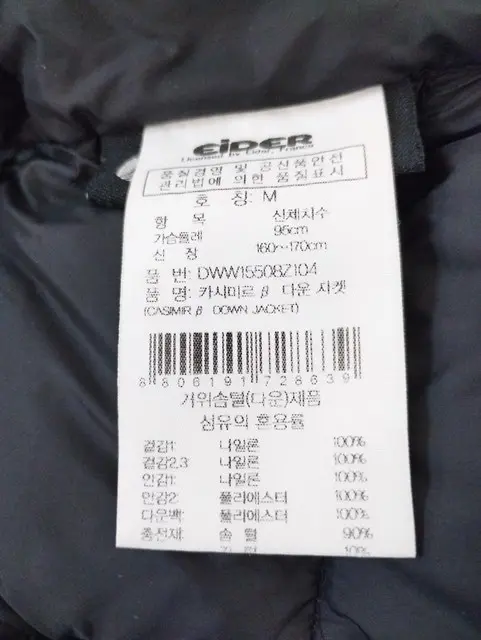 EiDER
Licensed by Eider, France
품질경영 및 공산품안전
관리법에 의한 품질표시
호 칭: M
항 목 신체치수
가슴둘레 95cm
신 장 160~170cm
품 번: DWW15508Z104
품 명: 카시미르 β 다운 자켓
(CASIMIR β DOWN JACKET)
8 806191 728639
거위솜털(다운)제품
섬유의 혼용률
겉감1: 나일론 100%
겉감2,3: 나일론 100%
안감1: 나일론 100%
안감2: 폴리에스터 100%
다운백: 폴리에스터 100%
충전재: 솜 털 90%
깃 털 10%